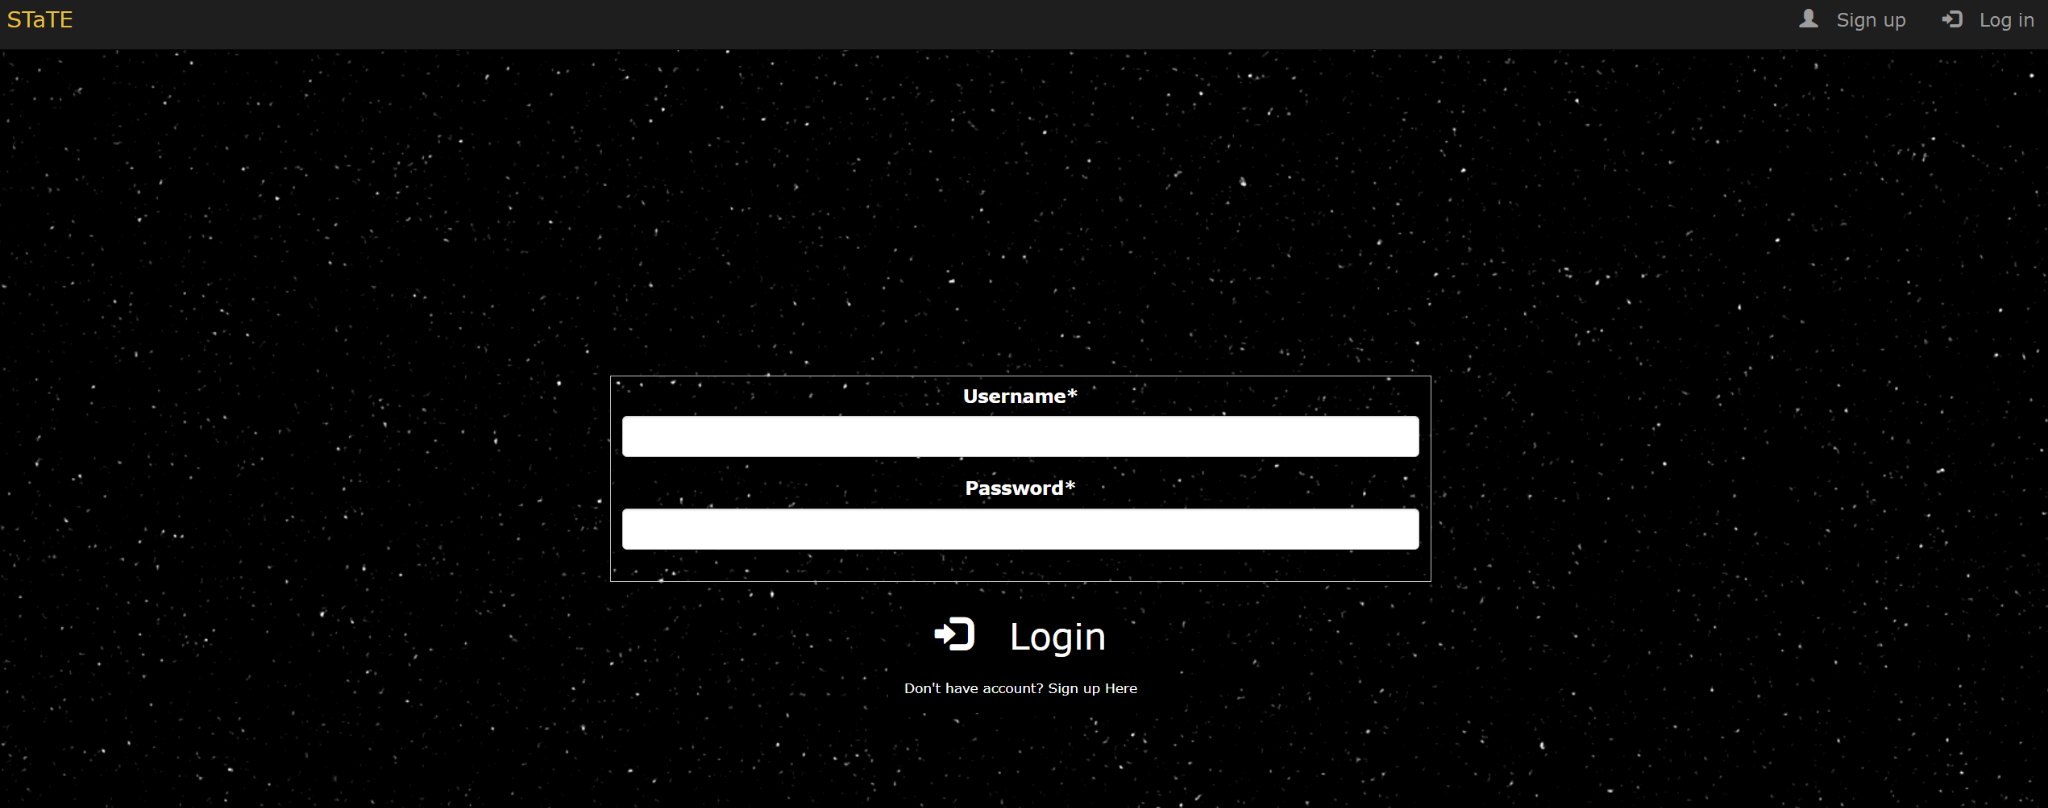 STaTE
Sign up
Log in
Username*
Password*
Login
Don't have account? Sign up Here